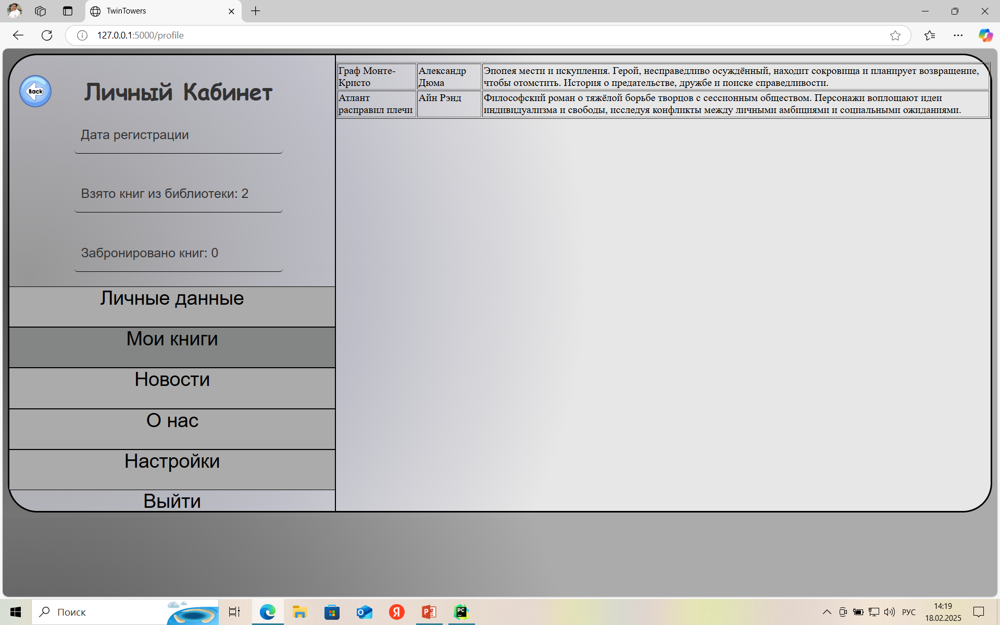 TwinTowers
127.0.0.1:5000/profile
Back
Личный Кабинет
Дата регистрации
Взято книг из библиотеки: 2
Забронировано книг: 0
Личные данные
Мои книги
Новости
О нас
Настройки
Выйти
Граф Монте-
Кристо
Александр
Дюма
Эпопея мести и искупления. Герой, несправедливо осуждённый, находит сокровища и планирует возвращение,
чтобы отомстить. История о предательстве, дружбе и поиске справедливости.
Атлант
расправил плечи
Айн Рэнд
Философский роман о тяжёлой борьбе творцов с сессионным обществом. Персонажи воплощают идеи
индивидуализма и свободы, исследуя конфликты между личными амбициями и социальными ожиданиями.
Поиск
Я
P
PC
РУС
14:19
18.02.2025